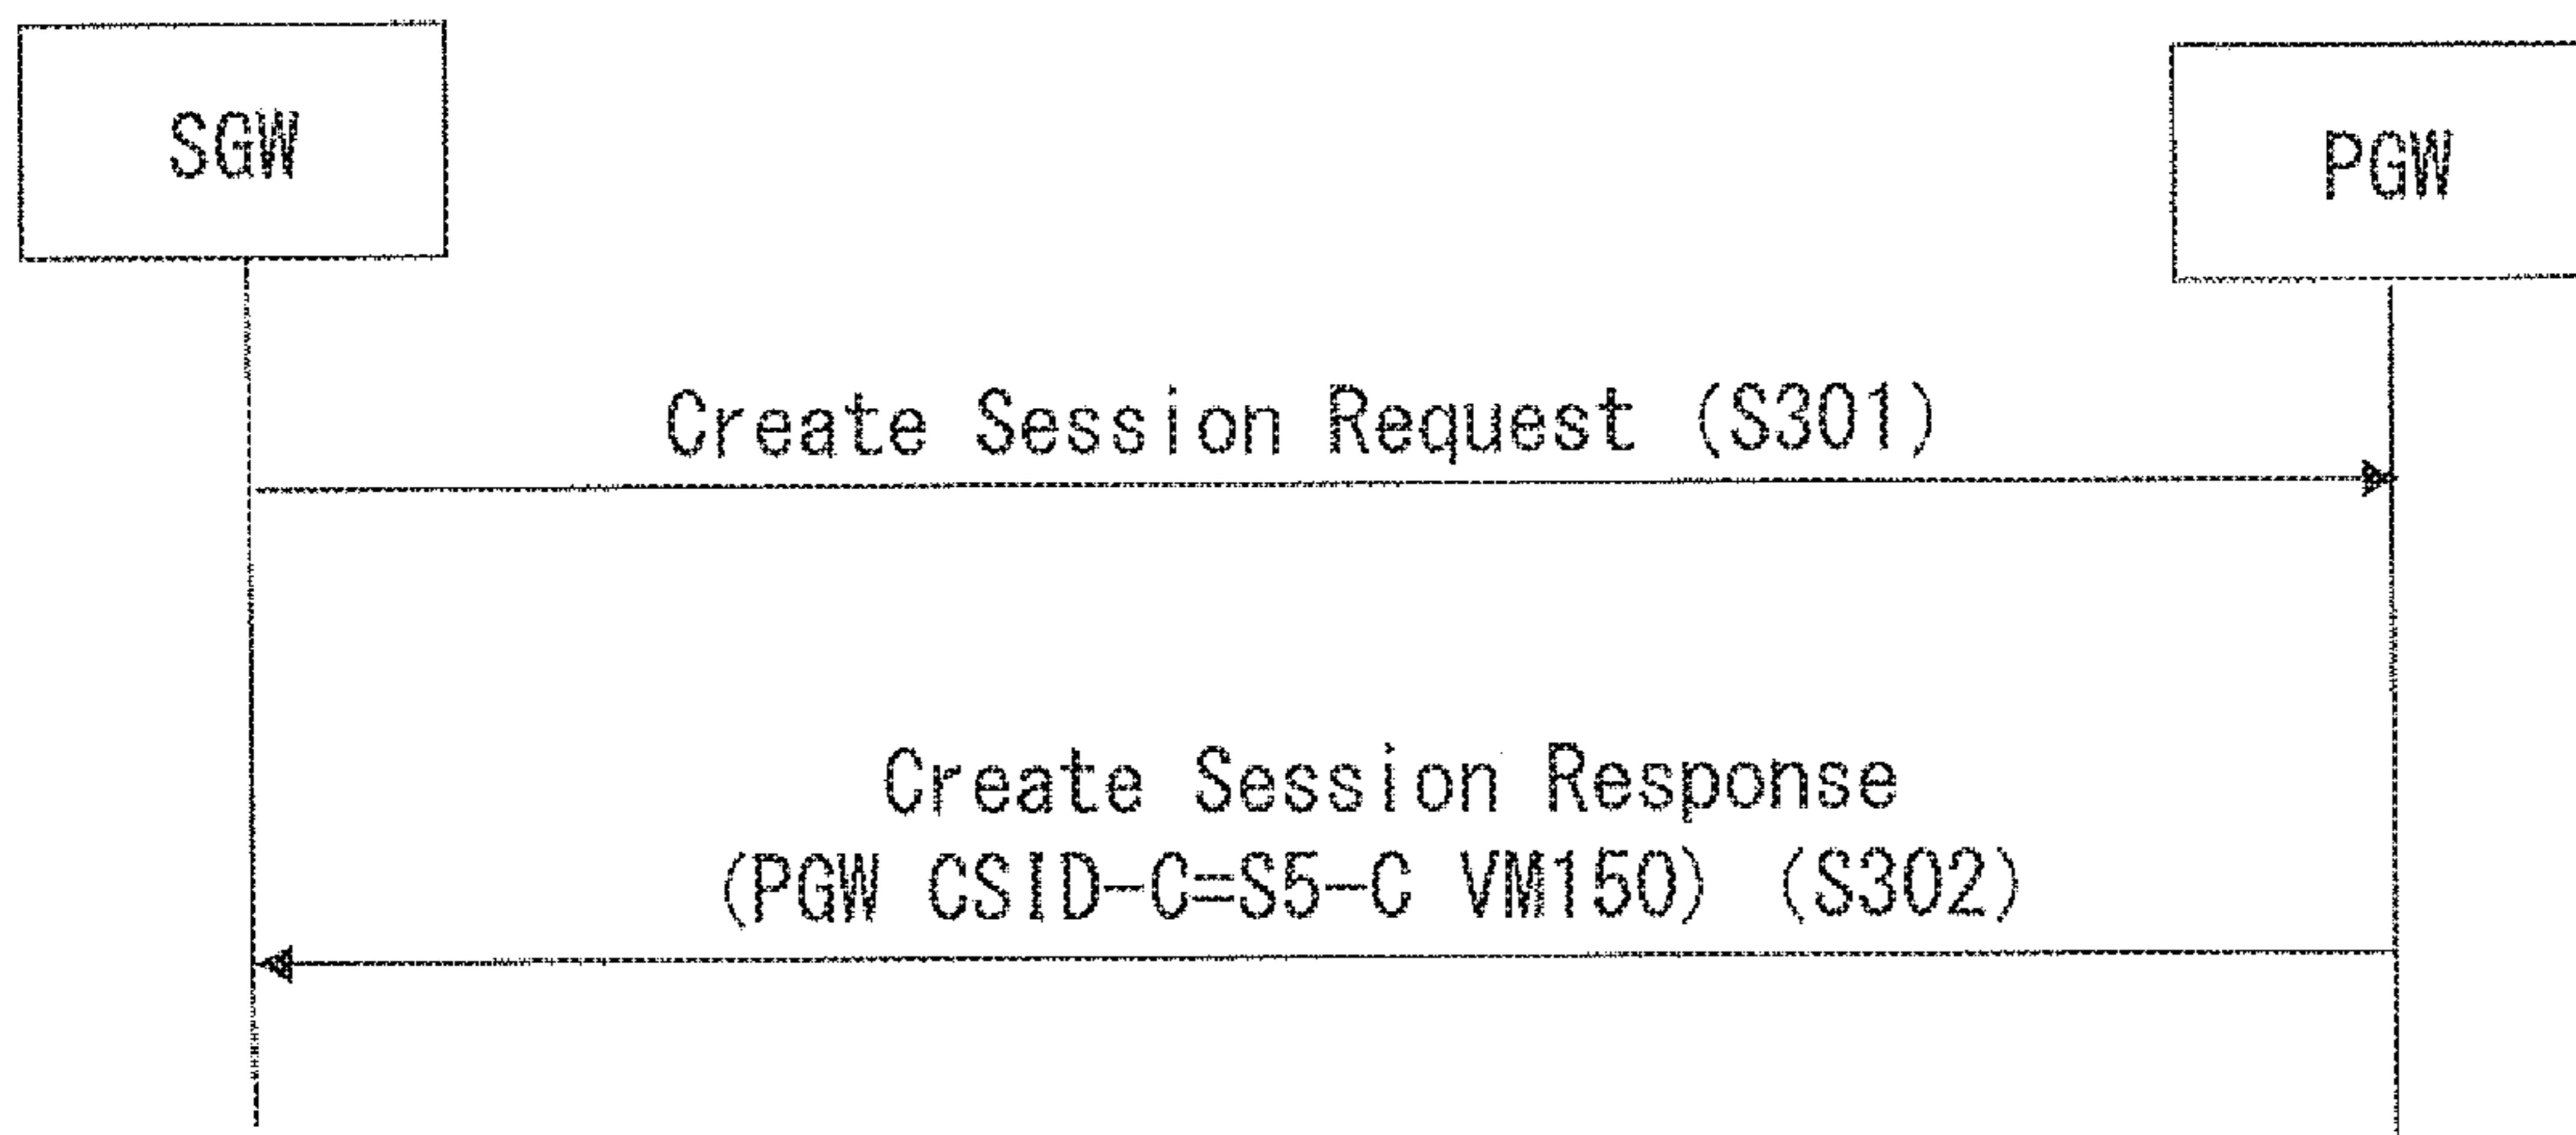 SGW
PGW
Create Session Request (S301)
Create Session Response
(PGW CSID-C=S5-C VM150) (S302)